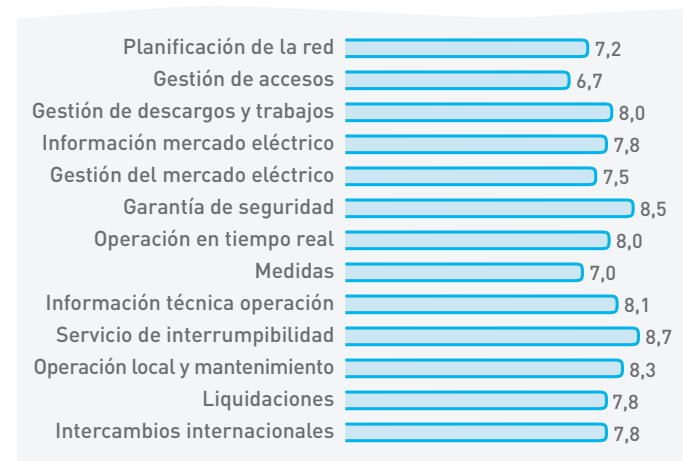 Planificación de la red 7,2
Gestión de accesos 6,7
Gestión de descargos y trabajos 8,0
Información mercado eléctrico 7,8
Gestión del mercado eléctrico 7,5
Garantía de seguridad 8,5
Operación en tiempo real 8,0
Medidas 7,0
Información técnica operación 8,1
Servicio de interrumpibilidad 8,7
Operación local y mantenimiento 8,3
Liquidaciones 7,8
Intercambios internacionales 7,8